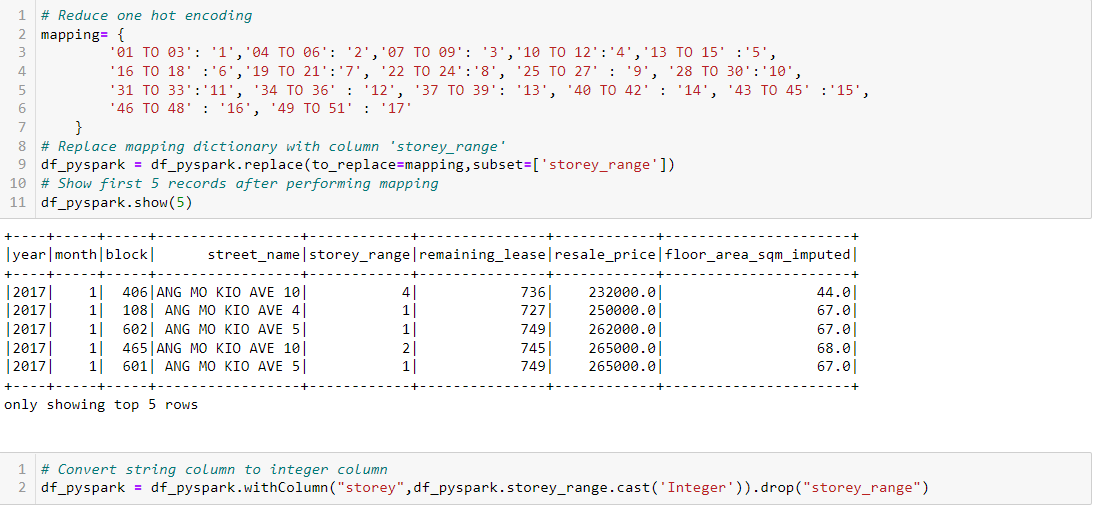 1 # Reduce one hot encoding
2 mapping= {
3         '01 TO 03': '1','04 TO 06': '2','07 TO 09': '3','10 TO 12':'4','13 TO 15' :'5',
4         '16 TO 18' :'6','19 TO 21':'7', '22 TO 24':'8', '25 TO 27' : '9', '28 TO 30':'10',
5         '31 TO 33':'11', '34 TO 36' : '12', '37 TO 39': '13', '40 TO 42' : '14', '43 TO 45' :'15',
6         '46 TO 48' : '16', '49 TO 51' : '17'
7     }
8 # Replace mapping dictionary with column 'storey_range'
9 df_pyspark = df_pyspark.replace(to_replace=mapping,subset=['storey_range'])
10 # Show first 5 records after performing mapping
11 df_pyspark.show(5)
+----+-----+-----+-----------------+------------+---------------+------------+----------------------+
|year|month|block|      street_name|storey_range|remaining_lease|resale_price|floor_area_sqm_imputed|
+----+-----+-----+-----------------+------------+---------------+------------+----------------------+
|2017|    1|  406|ANG MO KIO AVE 10|           4|            736|    232000.0|                  44.0|
|2017|    1|  108| ANG MO KIO AVE 4|           1|            727|    250000.0|                  67.0|
|2017|    1|  602| ANG MO KIO AVE 5|           1|            749|    262000.0|                  67.0|
|2017|    1|  465|ANG MO KIO AVE 10|           2|            745|    265000.0|                  68.0|
|2017|    1|  601| ANG MO KIO AVE 5|           1|            749|    265000.0|                  67.0|
+----+-----+-----+-----------------+------------+---------------+------------+----------------------+
only showing top 5 rows
1 # Convert string column to integer column
2 df_pyspark = df_pyspark.withColumn("storey",df_pyspark.storey_range.cast('Integer')).drop("storey_range")